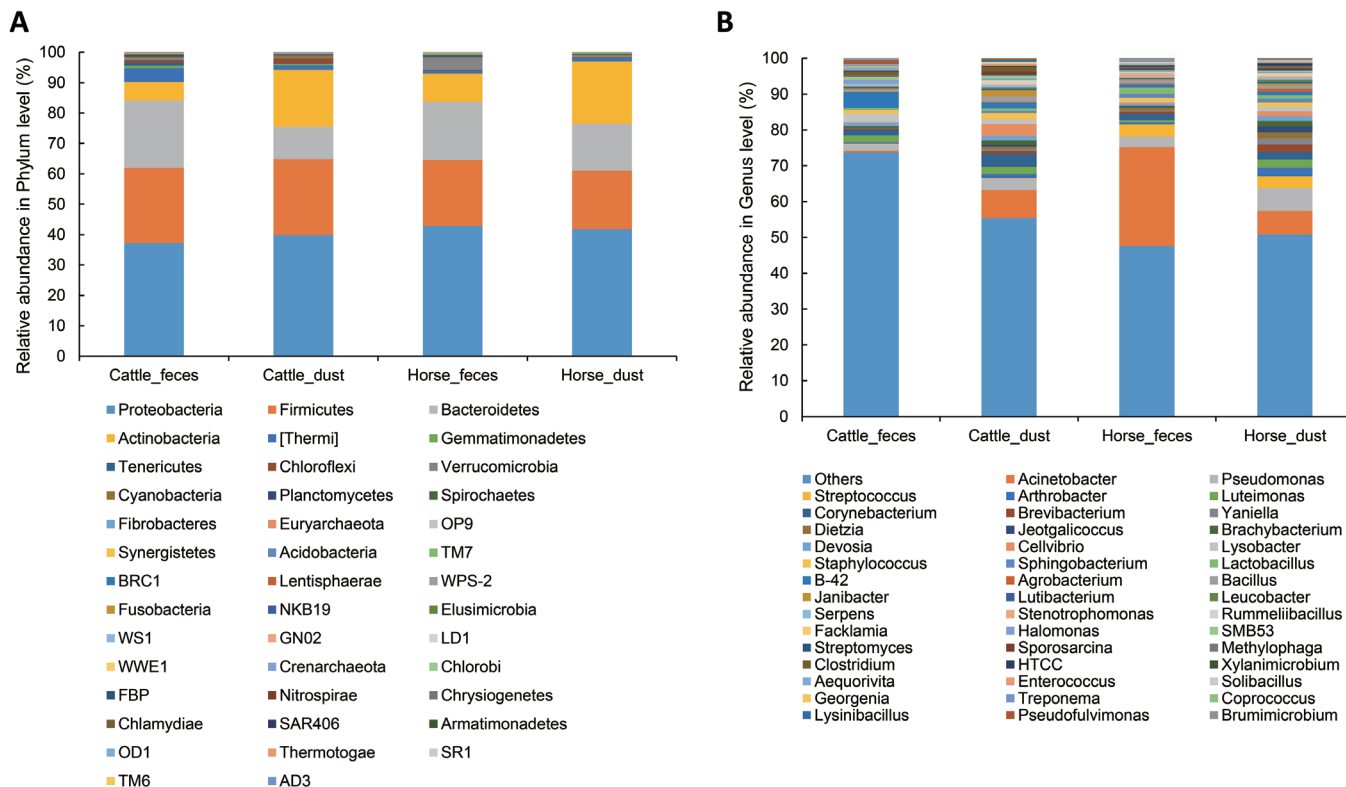 A
Relative abundance in Phylum level (%)
100
90
80
70
60
50
40
30
20
10
0
Cattle_feces Cattle_dust Horse_feces Horse_dust
Proteobacteria Firmicutes Bacteroidetes
Actinobacteria [Thermi] Gemmatimonadetes
Tenericutes Chloroflexi Verrucomicrobia
Cyanobacteria Planctomycetes Spirochaetes
Fibrobacteres Euryarchaeota OP9
Synergistetes Acidobacteria TM7
BRC1 Lentisphaerae WPS-2
Fusobacteria NKB19 Elusimicrobia
WS1 GN02 LD1
WWE1 Crenarchaeota Chlorobi
FBP Nitrospirae Chrysiogenetes
Chlamydiae SAR406 Armatimonadetes
OD1 Thermotogae SR1
TM6 AD3
B
Relative abundance in Genus level (%)
100
90
80
70
60
50
40
30
20
10
0
Cattle_feces Cattle_dust Horse_feces Horse_dust
Others Acinetobacter Pseudomonas
Streptococcus Arthrobacter Luteimonas
Corynebacterium Brevibacterium Yaniella
Dietzia Jeotgalicoccus Brachybacterium
Devosia Cellvibrio Lysobacter
Staphylococcus Sphingobacterium Lactobacillus
B-42 Agrobacterium Bacillus
Janibacter Lutibacterium Leucobacter
Serpens Stenotrophomonas Rummeliibacillus
Facklamia Halomonas SMB53
Streptomyces Sporosarcina Methylophaga
Clostridium HTCC Xylanimicrobium
Aequorivita Enterococcus Solibacillus
Georgenia Treponema Coprococcus
Lysinibacillus Pseudofulvimonas Brumimicrobium